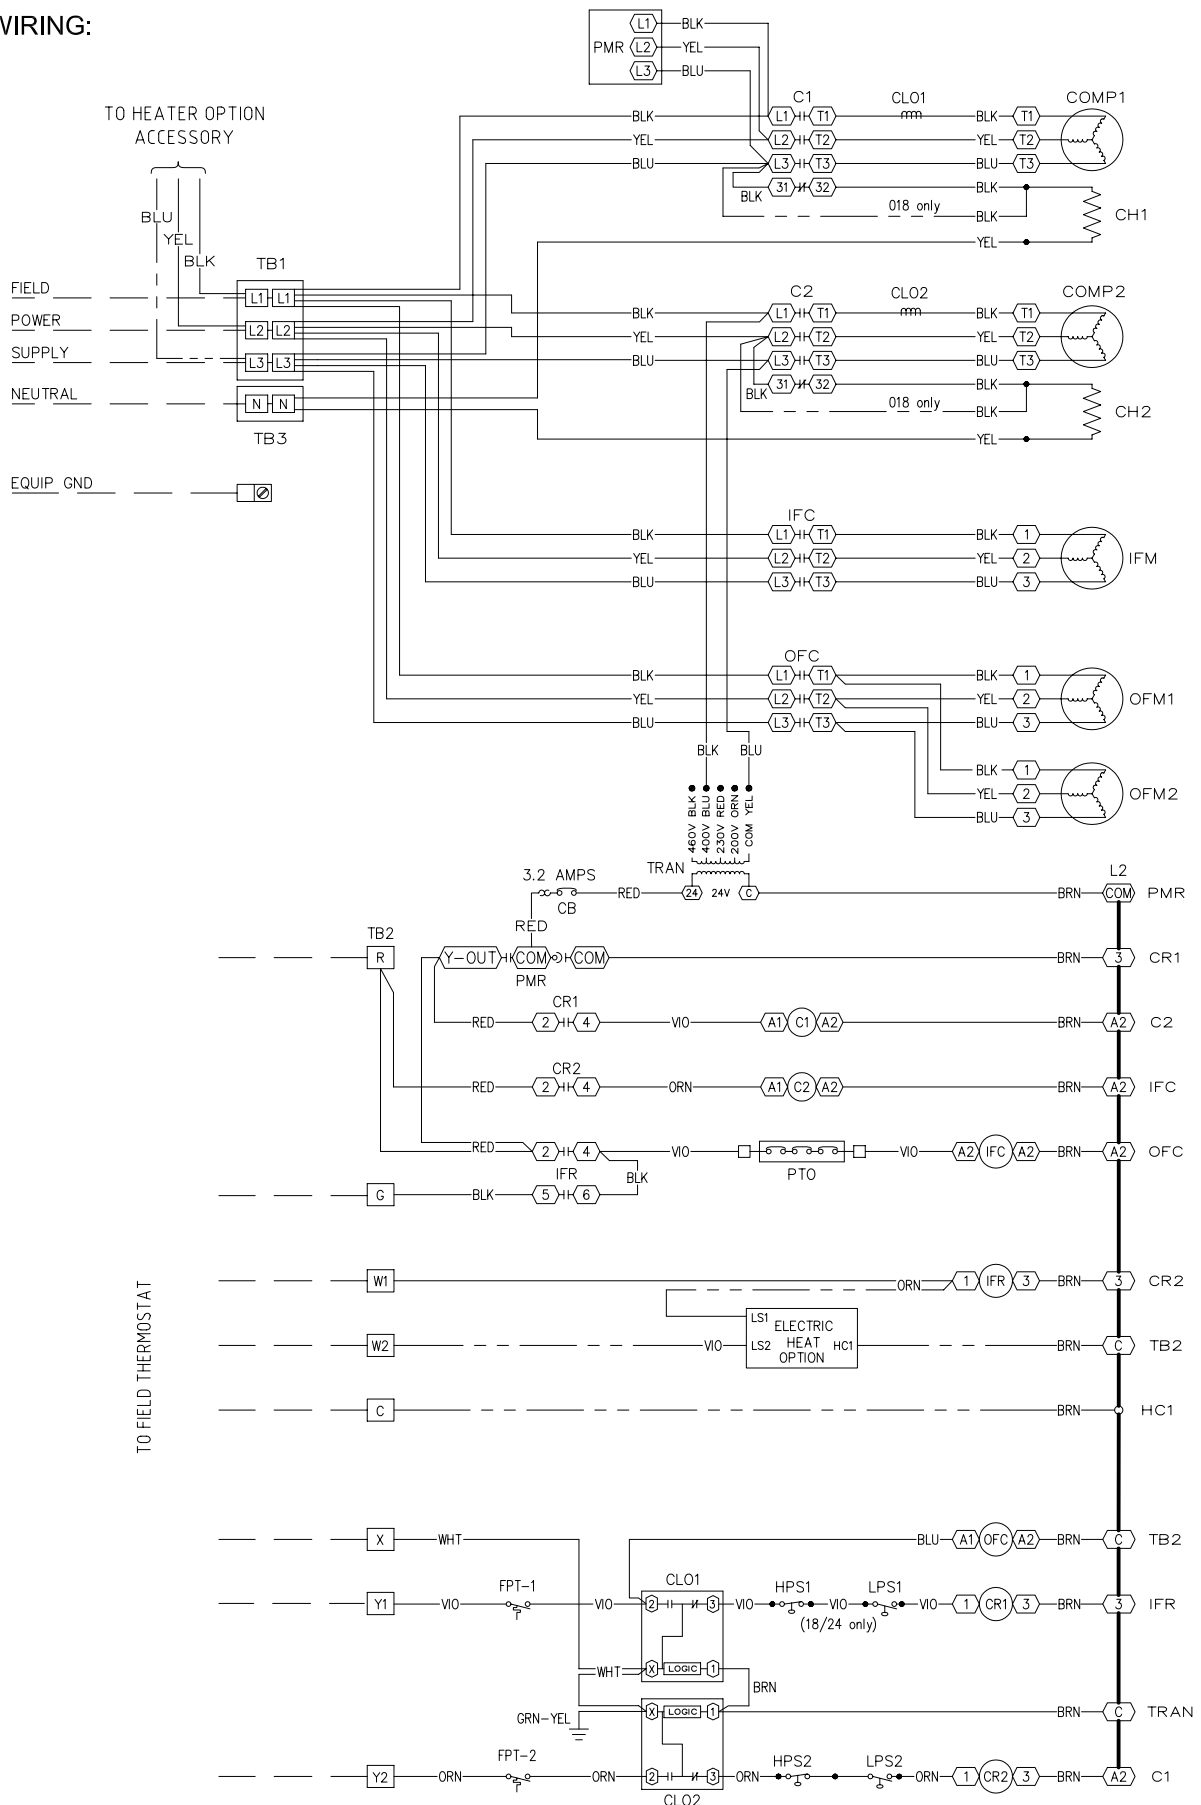 WIRING:
L1 BLK
PMR L2 YEL
L3 BLU
TO HEATER OPTION
ACCESSORY
C1 CLO1 COMP1
BLK L1 T1 BLK T1
YEL L2 T2 YEL T2
BLU L3 T3 BLU T3
BLK 31 32 BLK
018 only BLK
CH1
YEL
BLU
YEL
BLK
TB1
FIELD L1 L1
POWER L2 L2
SUPPLY L3 L3
NEUTRAL N N
TB3
EQUIP GND
C2 CLO2 COMP2
BLK L1 T1 BLK T1
YEL L2 T2 YEL T2
BLU L3 T3 BLU T3
BLK 31 32 BLK
018 only BLK
CH2
YEL
IFC
BLK L1 T1 BLK 1
YEL L2 T2 YEL 2 IFM
BLU L3 T3 BLU 3
OFC
BLK L1 T1 BLK 1
YEL L2 T2 YEL 2 OFM1
BLU L3 T3 BLU 3
BLK BLU
BLK 1
YEL 2 OFM2
BLU 3
460V BLK
400V BLU
230V RED
200V ORN
COM YEL
TRAN
3.2 AMPS L2
CB RED 24 24V C BRN COM PMR
RED
TB2
R Y-OUT COM COM BRN 3 CR1
PMR
CR1
RED 2 4 VIO A1 C1 A2 BRN A2 C2
CR2
RED 2 4 ORN A1 C2 A2 BRN A2 IFC
RED 2 4 VIO PTO VIO A2 IFC A2 BRN A2 OFC
IFR BLK
G BLK 5 6
TO FIELD THERMOSTAT
W1 ORN 1 IFR 3 BRN 3 CR2
LS1 ELECTRIC
W2 VIO LS2 HEAT HC1 BRN C TB2
OPTION
C BRN HC1
X WHT BLU A1 OFC A2 BRN C TB2
FPT-1 CLO1 HPS1 LPS1
Y1 VIO VIO 2 3 VIO VIO VIO 1 CR1 3 BRN 3 IFR
(18/24 only)
WHT X LOGIC 1
BRN
GRN-YEL X LOGIC 1 BRN C TRAN
FPT-2 HPS2 LPS2
Y2 ORN ORN 2 3 ORN ORN 1 CR2 3 BRN A2 C1
CLO2